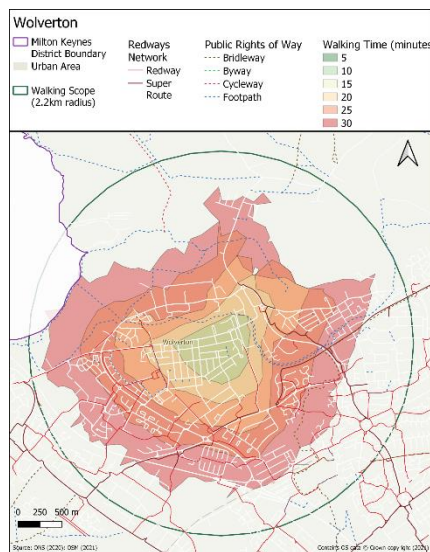 Wolverton
Milton Keynes
District Boundary
Urban Area
Walking Scope
(2.2km radius)
Redways
Network
Redway
Super
Route
Public Rights of Way
Bridleway
Byway
Cycleway
Footpath
Walking Time (minutes)
5
10
15
20
25
30
Wolverton
0 250 500 m
Source: ONS (2020); OSM (2021)
Contains OS data © Crown copyright (2021)